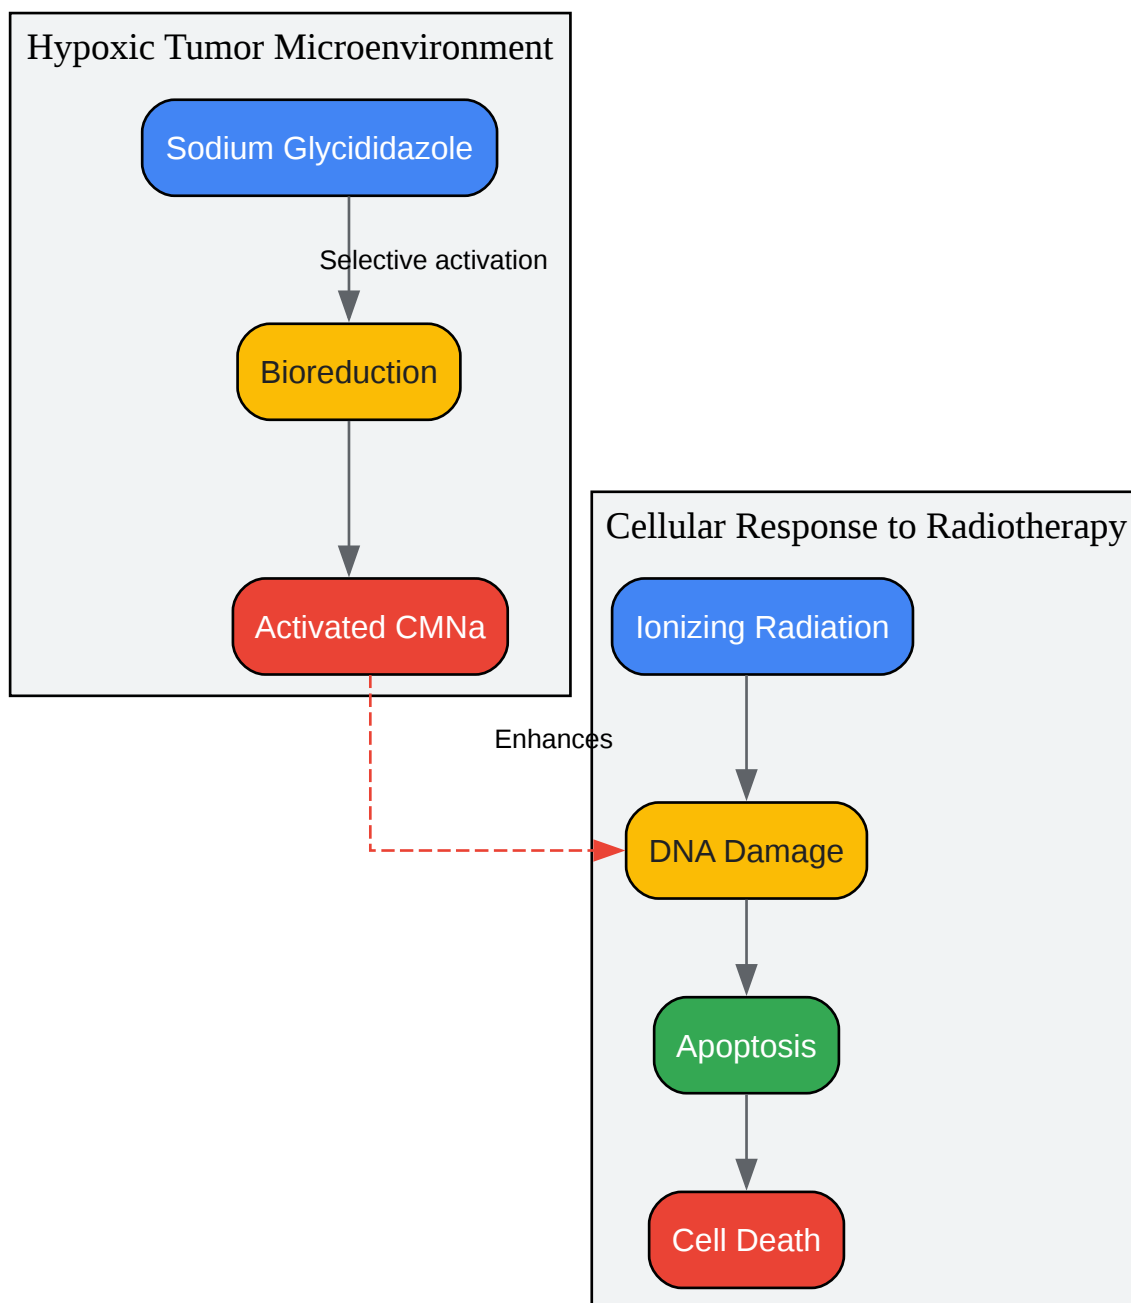 Hypoxic Tumor Microenvironment
Sodium Glycididazole
Selective activation
Bioreduction
Activated CMNa
Enhances
Cellular Response to Radiotherapy
Ionizing Radiation
DNA Damage
Apoptosis
Cell Death